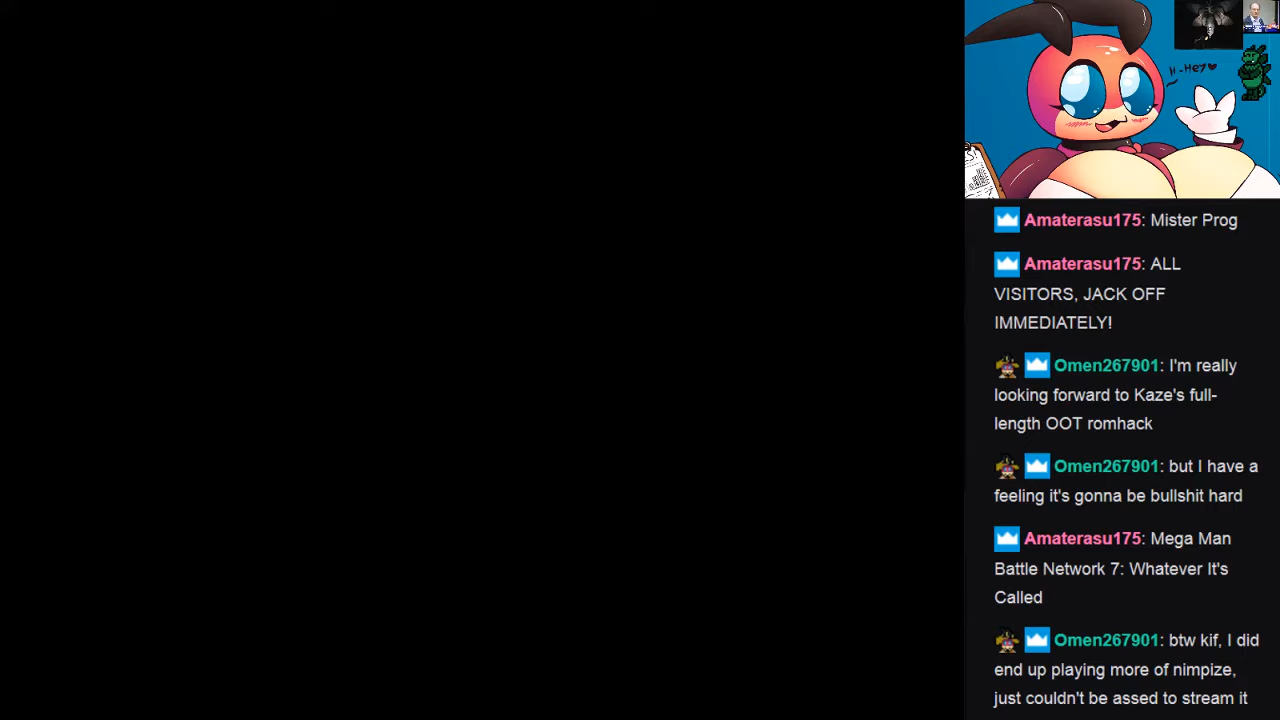 H-Hey♥
Amaterasu175: Mister Prog
Amaterasu175: ALL
VISITORS, JACK OFF
IMMEDIATELY!
Omen267901: I'm really
looking forward to Kaze's full-
length OOT romhack
Omen267901: but I have a
feeling it's gonna be bullshit hard
Amaterasu175: Mega Man
Battle Network 7: Whatever It's
Called
Omen267901: btw kif, I did
end up playing more of nimpize,
just couldn't be assed to stream it